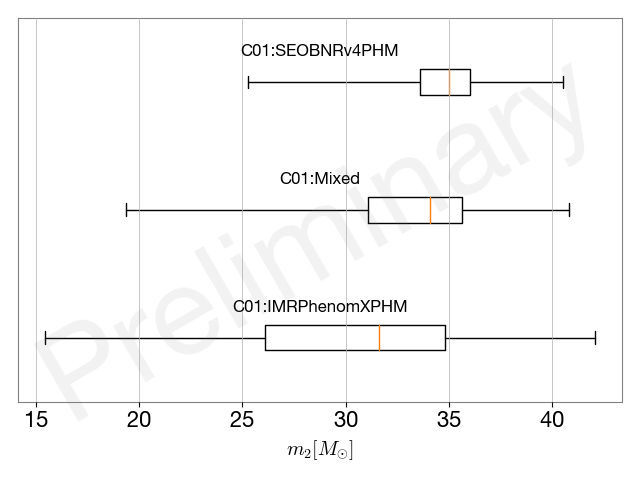 C01:SEOBNRv4PHM
C01:Mixed
C01:IMRPhenomXPHM
Preliminary
15 20 25 30 35 40
m₂[M☉]